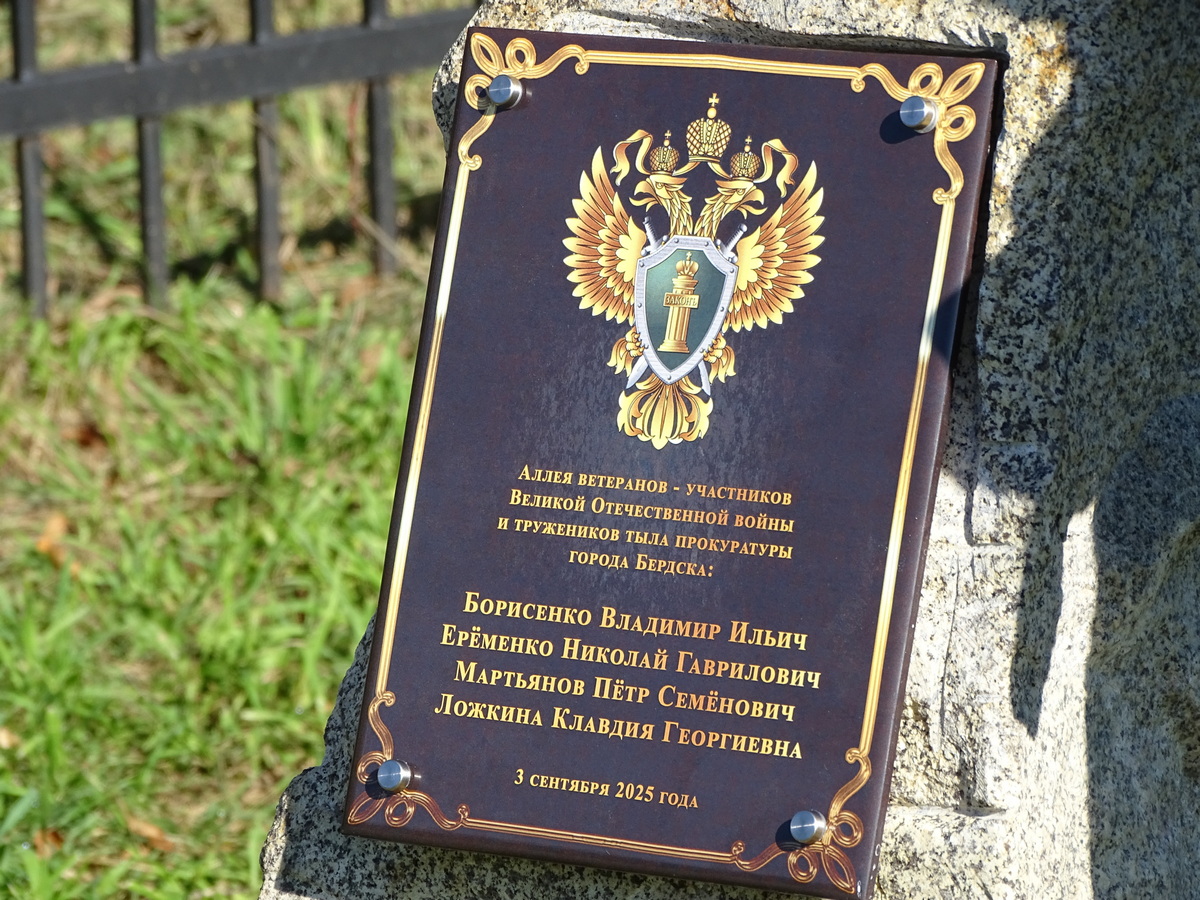 ЗАКОНЪ
Аллея ветеранов - участников
Великой Отечественной войны
и тружеников тыла прокуратуры
города Бердска:
Борисенко Владимир Ильич
Ерёменко Николай Гаврилович
Мартьянов Пётр Семёнович
Ложкина Клавдия Георгиевна
3 сентября 2025 года